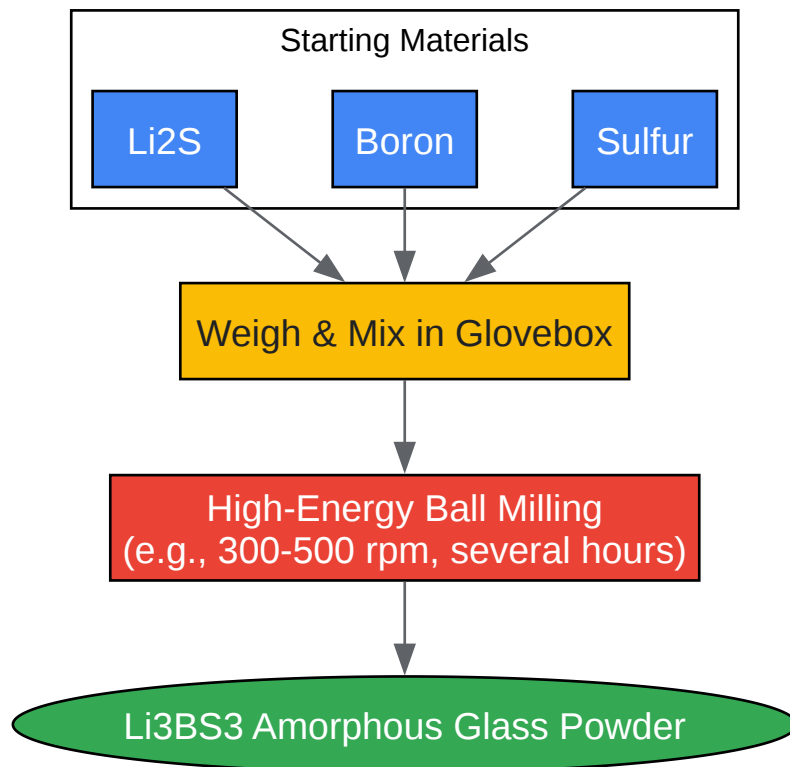 Starting Materials
Li2S
Boron
Sulfur
Weigh & Mix in Glovebox
High-Energy Ball Milling
(e.g., 300-500 rpm, several hours)
Li3BS3 Amorphous Glass Powder